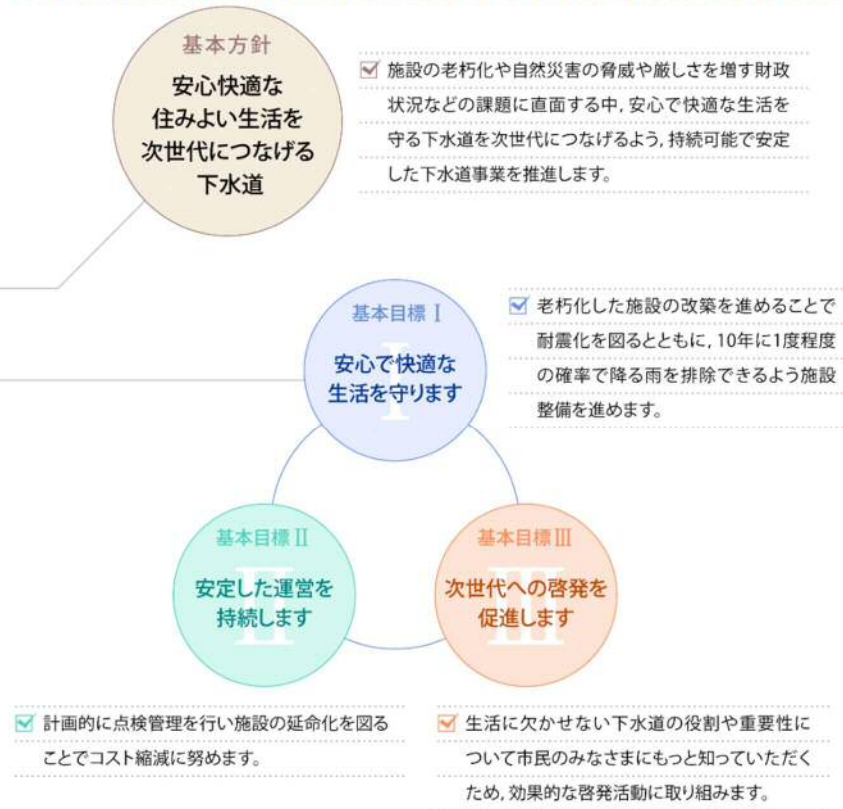 基本方針
安心快適な
住みよい生活を
次世代につなげる
下水道
施設の老朽化や自然災害の脅威や厳しさを増す財政
状況などの課題に直面する中，安心で快適な生活を
守る下水道を次世代につなげるよう，持続可能で安定
した下水道事業を推進します。
基本目標 Ⅰ
安心で快適な
生活を守ります
老朽化した施設の改築を進めることで
耐震化を図るとともに，10年に1度程度
の確率で降る雨を排除できるよう施設
整備を進めます。
基本目標 Ⅱ
安定した運営を
持続します
基本目標 Ⅲ
次世代への啓発を
促進します
計画的に点検管理を行い施設の延命化を図る
ことでコスト縮減に努めます。
生活に欠かせない下水道の役割や重要性に
ついて市民のみなさまにもっと知っていただく
ため，効果的な啓発活動に取り組みます。